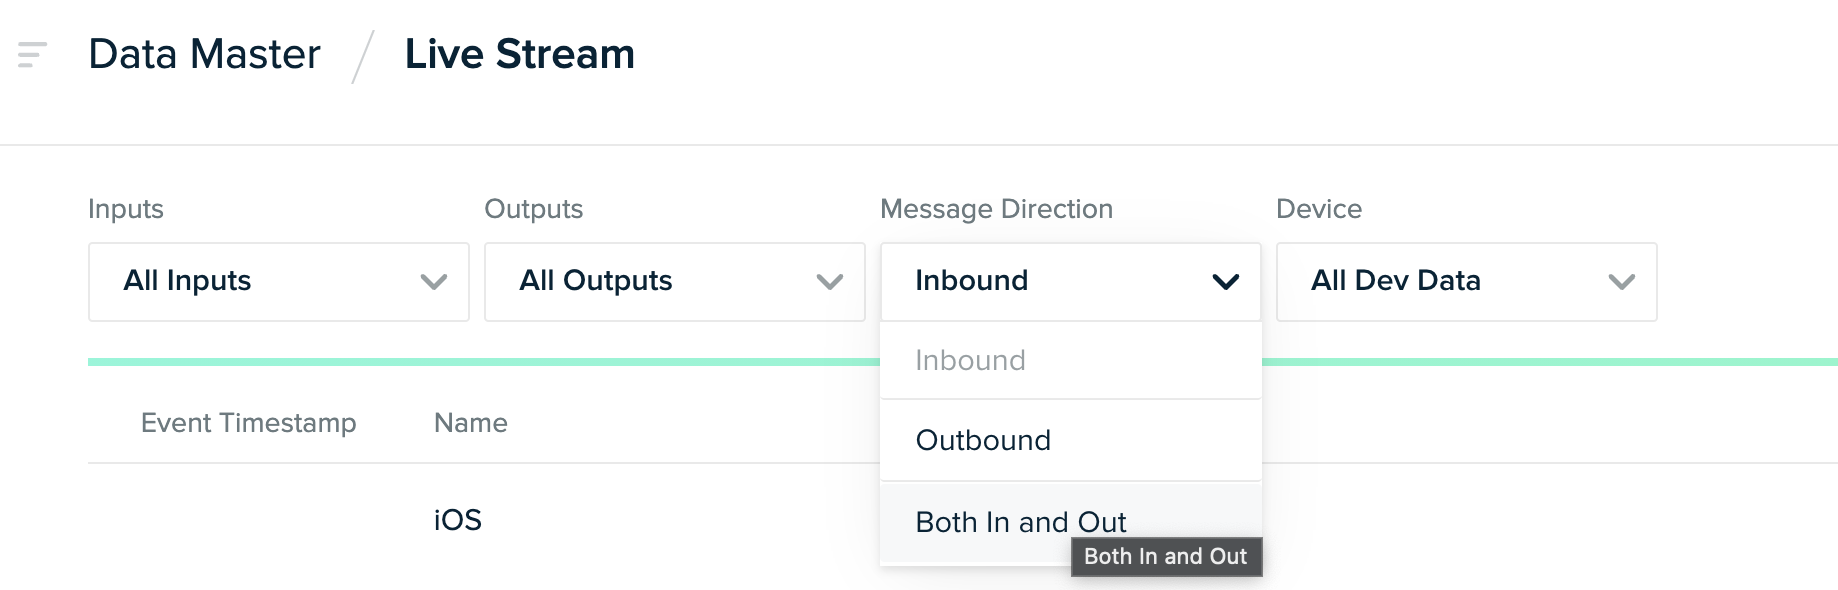 Data Master / Live Stream
Inputs Outputs Message Direction Device
All Inputs All Outputs Inbound All Dev Data
Inbound
Event Timestamp Name
Outbound
iOS
Both In and Out
Both In and Out